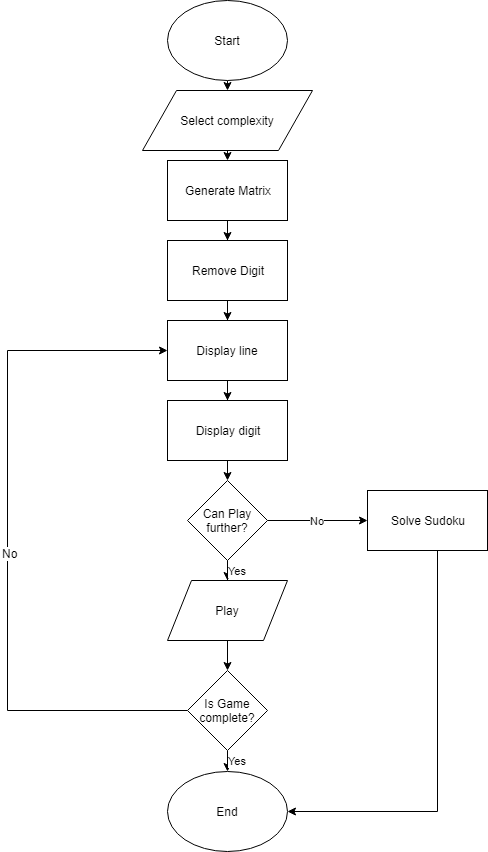 Start
Select complexity
Generate Matrix
Remove Digit
Display line
Display digit
Can Play
further?
No
Solve Sudoku
No
Yes
Play
Is Game
complete?
Yes
End